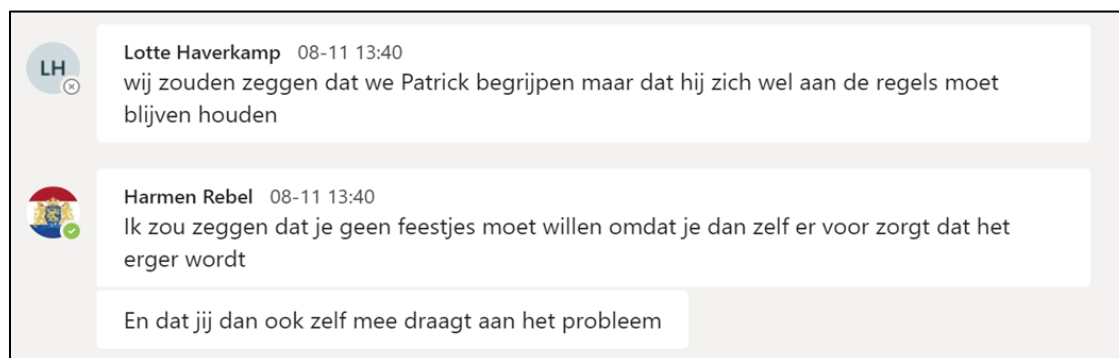 Lotte Haverkamp 08-11 13:40
LH
wij zouden zeggen dat we Patrick begrijpen maar dat hij zich wel aan de regels moet
blijven houden
Harmen Rebel 08-11 13:40
Ik zou zeggen dat je geen feestjes moet willen omdat je dan zelf er voor zorgt dat het
erger wordt
En dat jij dan ook zelf mee draagt aan het probleem